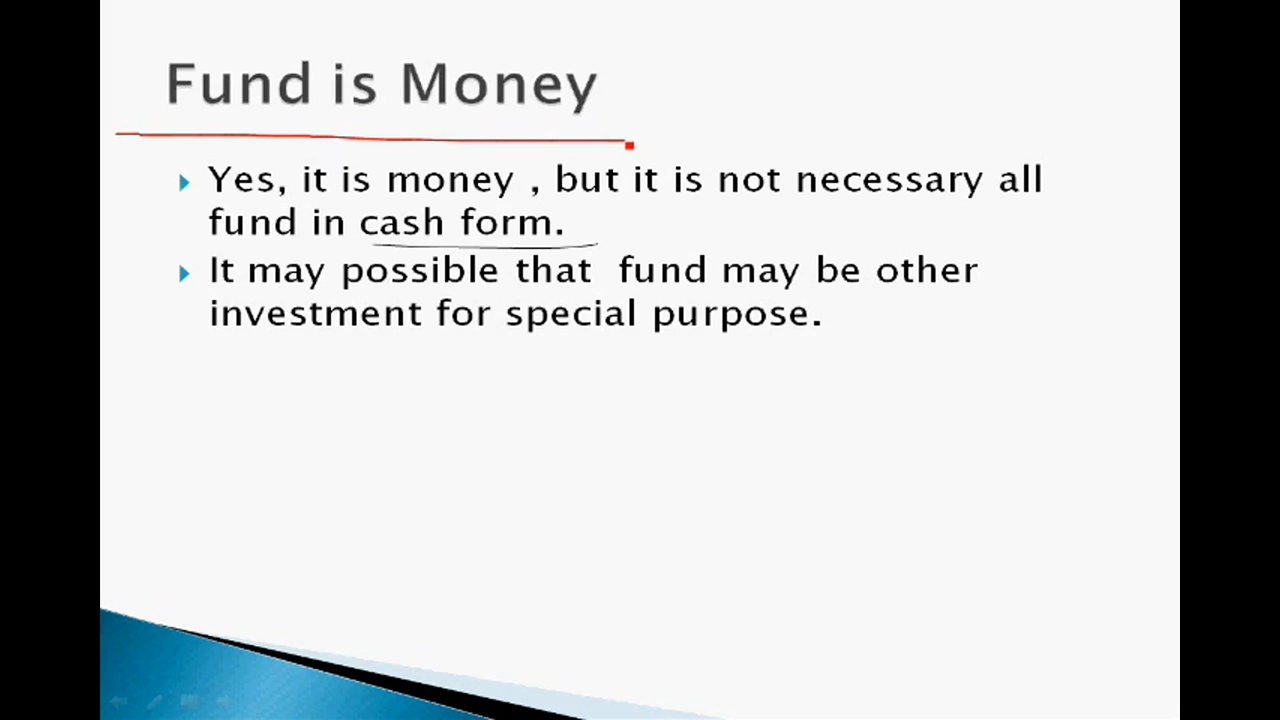 Fund is Money
Yes, it is money , but it is not necessary all
fund in cash form.
It may possible that fund may be other
investment for special purpose.